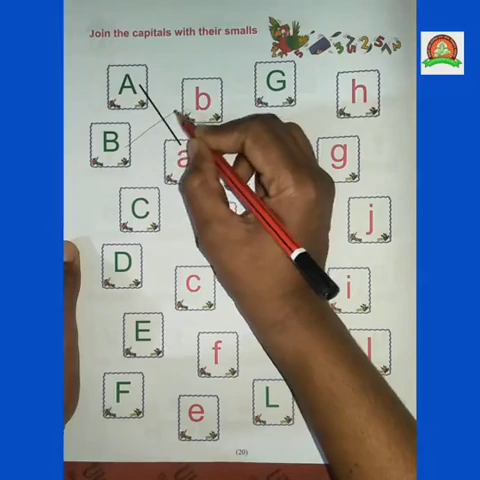 Join the capitals with their smalls
A b G h
B a g
C j
D c i
E f l
F e L
(20)